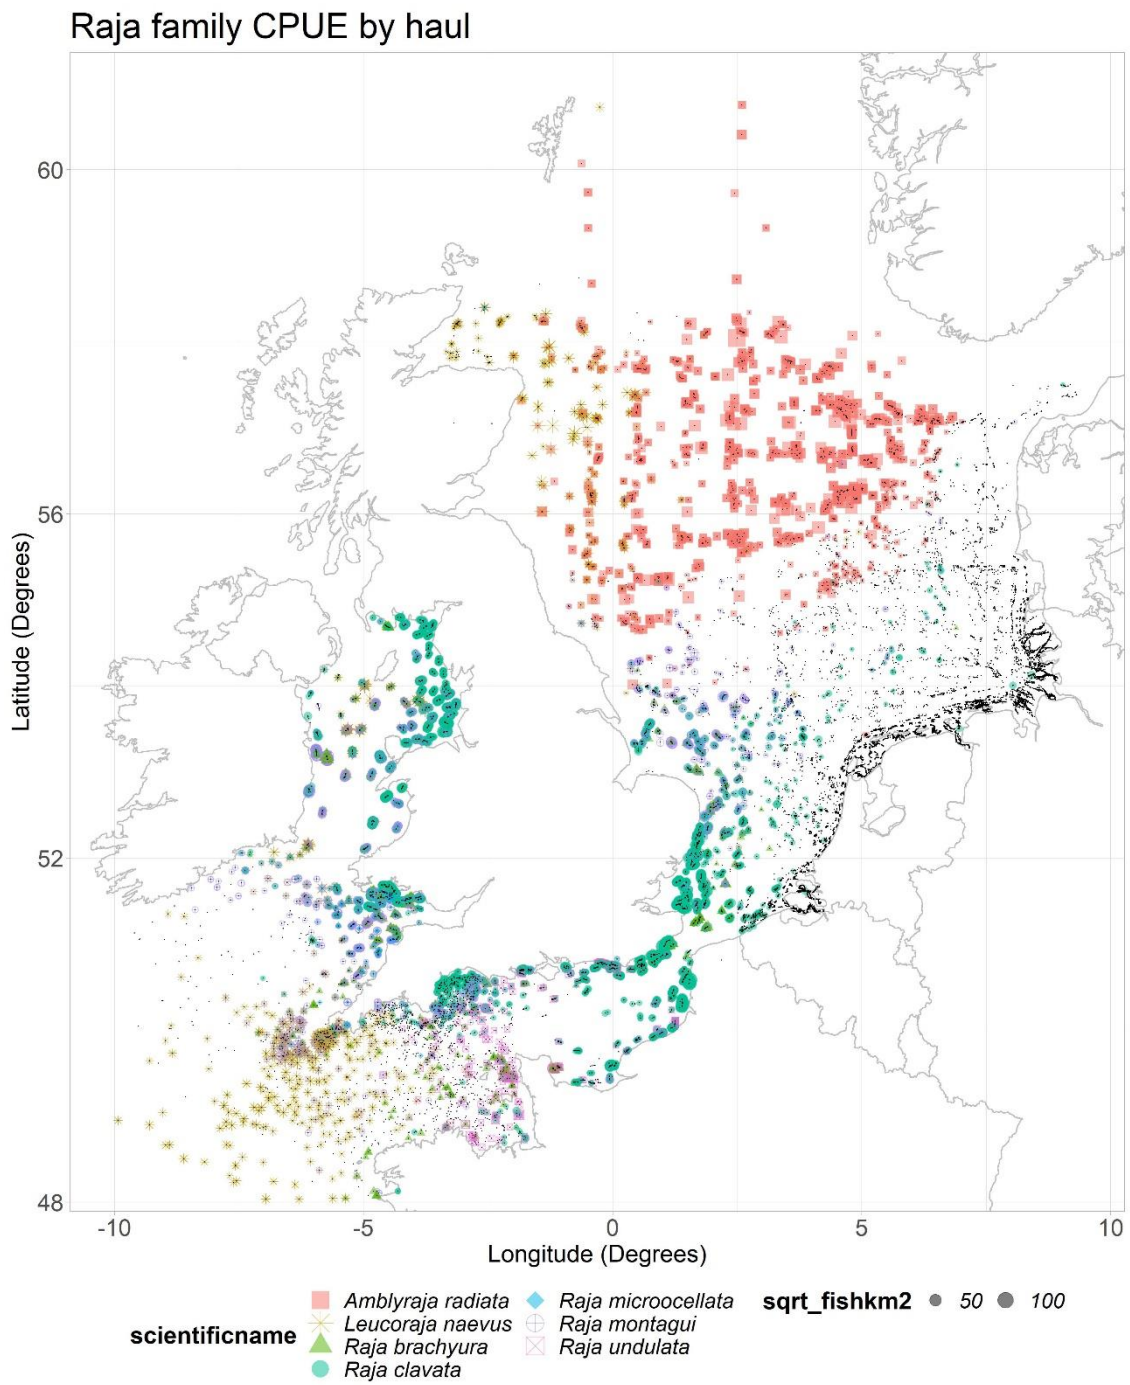 Raja family CPUE by haul
60
56
52
48
Latitude (Degrees)
-10 -5 0 5 10
Longitude (Degrees)
scientificname
Amblyraja radiata
Leucoraja naevus
Raja brachyura
Raja clavata
Raja microocellata
Raja montagui
Raja undulata
sqrt_fishkm2 50 100